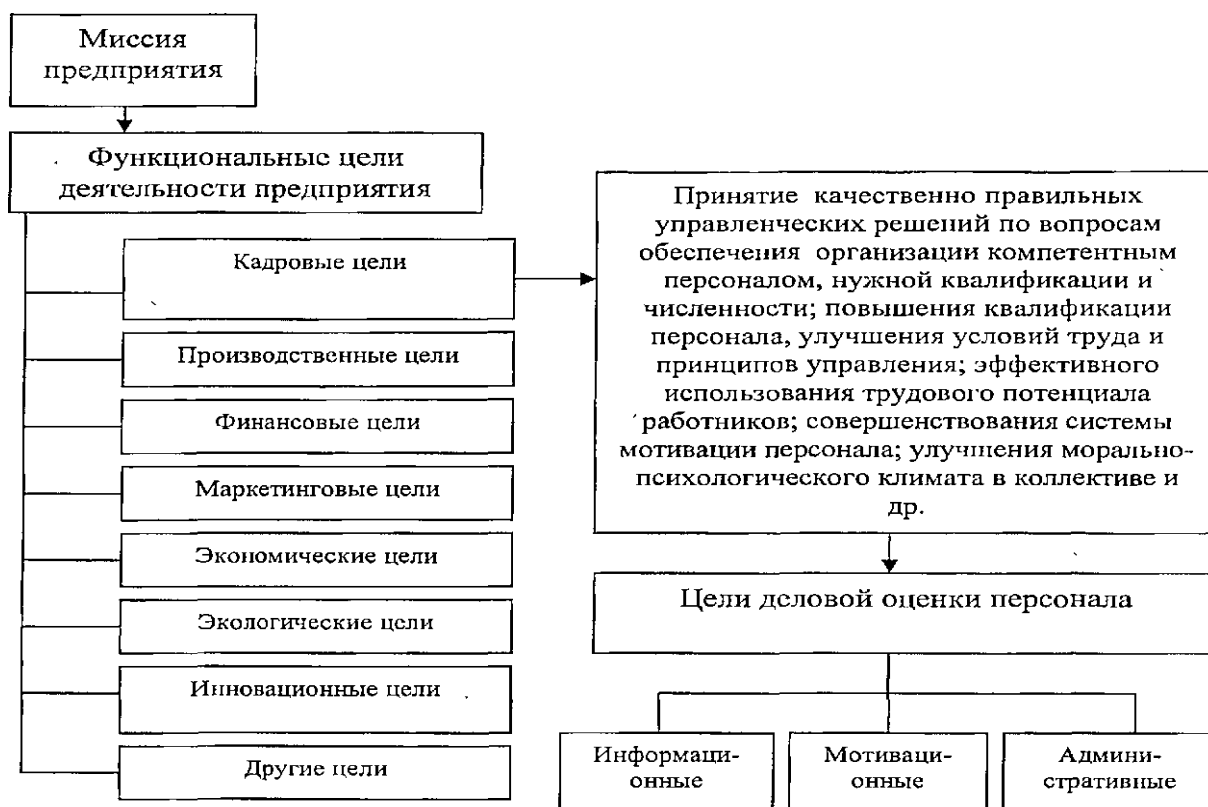 Миссия
предприятия
Функциональные цели
деятельности предприятия
Кадровые цели
Производственные цели
Финансовые цели
Маркетинговые цели
Экономические цели
Экологические цели
Инновационные цели
Другие цели
Принятие качественно правильных
управленческих решений по вопросам
обеспечения организации компетентным
персоналом, нужной квалификации и
численности; повышения квалификации
персонала, улучшения условий труда и
принципов управления; эффективного
использования трудового потенциала
работников; совершенствования системы
мотивации персонала; улучшения морально-
психологического климата в коллективе и
др.
Цели деловой оценки персонала
Информаци-
онные
Мотиваци-
онные
Админи-
стративные